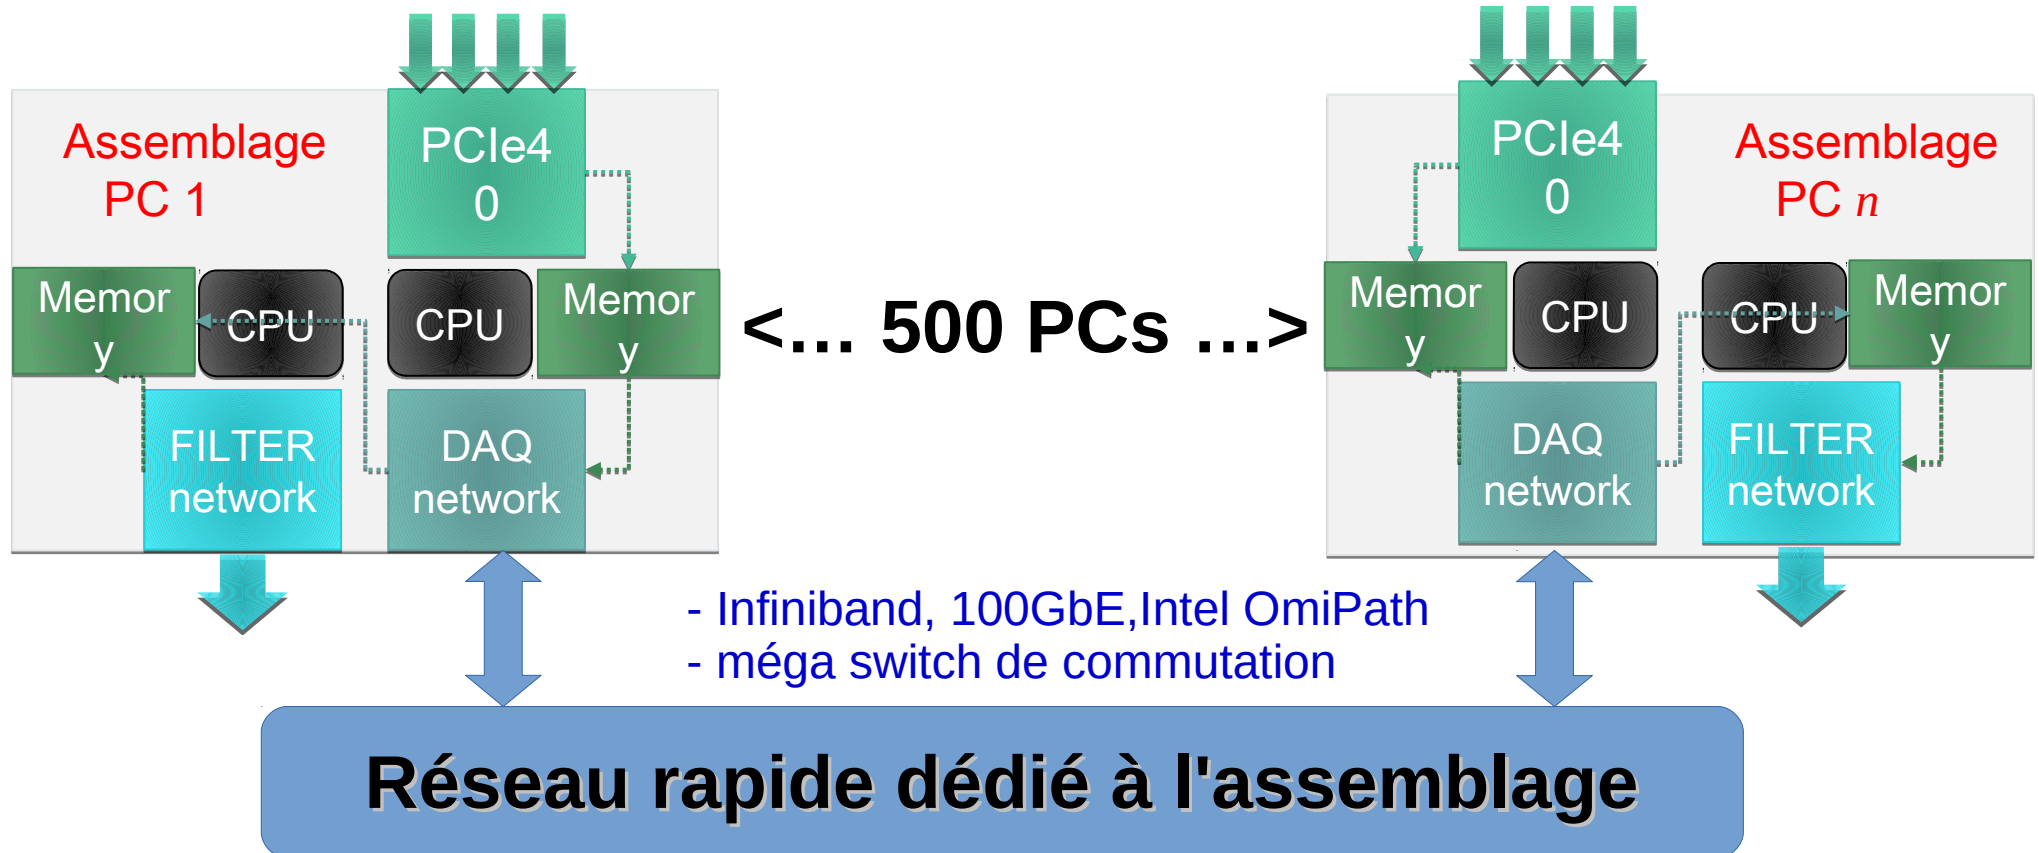 Assemblage
PC 1
PCIe4
0
Memor
y
CPU
CPU
Memor
y
FILTER
network
DAQ
network
<... 500 PCs ...>
PCIe4
0
Assemblage
PC n
Memor
y
CPU
CPU
Memor
y
DAQ
network
FILTER
network
- Infiniband, 100GbE,Intel OmiPath
- méga switch de commutation
Réseau rapide dédié à l'assemblage